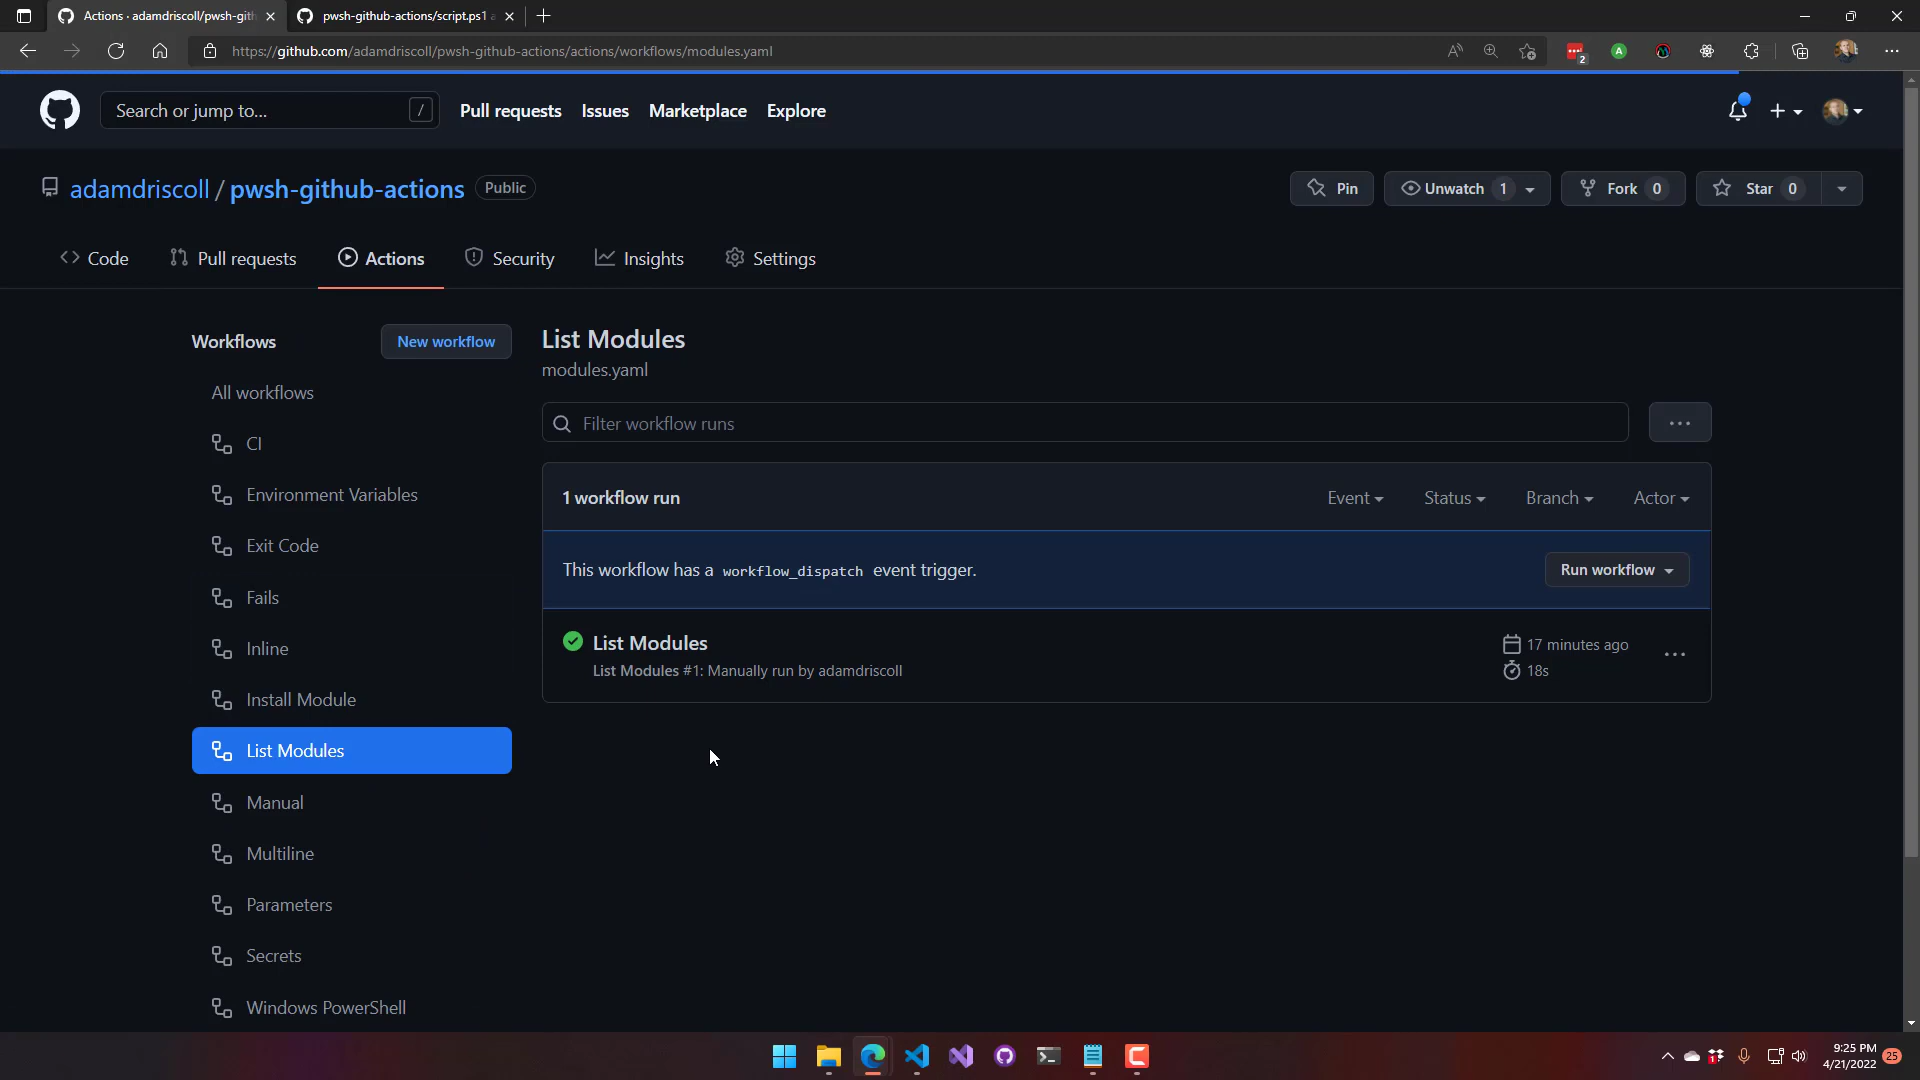 Actions · adamdriscoll/pwsh-gith
pwsh-github-actions/script.ps1 a
https://github.com/adamdriscoll/pwsh-github-actions/actions/workflows/modules.yaml
2
A
Search or jump to...
/
Pull requests
Issues
Marketplace
Explore
adamdriscoll / pwsh-github-actions
Public
Pin
Unwatch 1
Fork 0
Star 0
Code
Pull requests
Actions
Security
Insights
Settings
Workflows
New workflow
All workflows
CI
Environment Variables
Exit Code
Fails
Inline
Install Module
List Modules
Manual
Multiline
Parameters
Secrets
Windows PowerShell
List Modules
modules.yaml
Filter workflow runs
1 workflow run
Event
Status
Branch
Actor
This workflow has a workflow_dispatch event trigger.
Run workflow
List Modules
List Modules #1: Manually run by adamdriscoll
17 minutes ago
18s
9:25 PM
4/21/2022
25